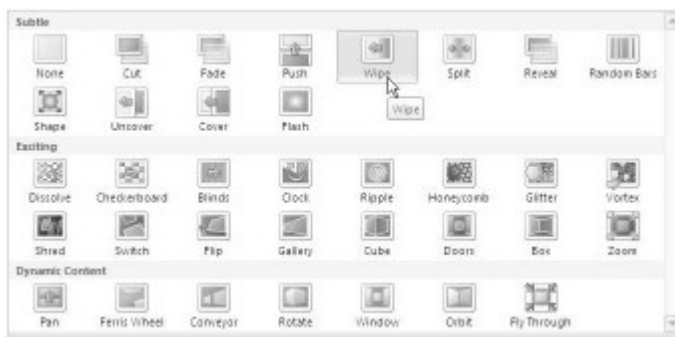 Subtle
None Cut Fade Push Wipe Split Reveal Random Bars
Wipe
Shape Uncover Cover Flash
Exciting
Dissolve Checkerboard Blinds Clock Ripple Honeycomb Glitter Vortex
Shred Switch Flip Gallery Cube Doors Box Zoom
Dynamic Content
Pan Ferris Wheel Conveyor Rotate Window Orbit Fly Through